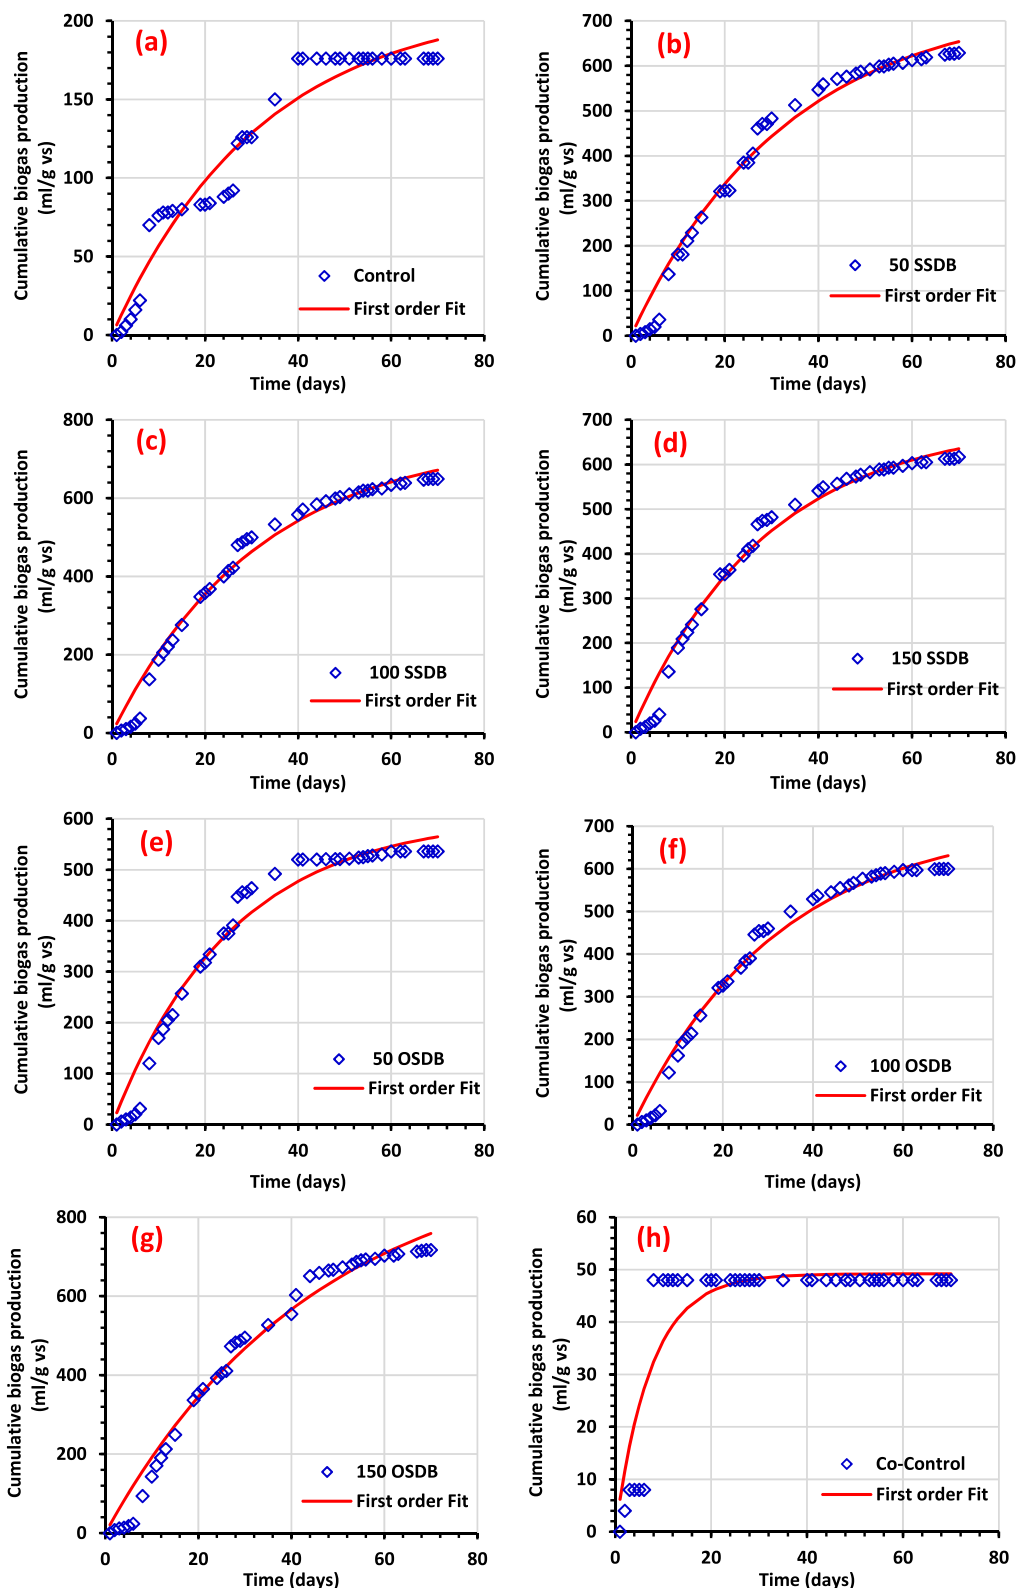 (a)
Cumulative biogas production
(ml/g vs)
200
150
100
50
0
Control
First order Fit
0 20 40 60 80
Time (days)
(b)
Cumulative biogas production
(ml/g vs)
700
600
500
400
300
200
100
0
50 SSDB
First order Fit
0 20 40 60 80
Time (days)
(c)
Cumulative biogas production
(ml/g vs)
800
600
400
200
0
100 SSDB
First order Fit
0 20 40 60 80
Time (days)
(d)
Cumulative biogas production
(ml/g vs)
700
600
500
400
300
200
100
0
150 SSDB
First order Fit
0 20 40 60 80
Time (days)
(e)
Cumulative biogas production
(ml/g vs)
600
500
400
300
200
100
0
50 OSDB
First order Fit
0 20 40 60 80
Time (days)
(f)
Cumulative biogas production
(ml/g vs)
700
600
500
400
300
200
100
0
100 OSDB
First order Fit
0 20 40 60 80
Time (days)
(g)
Cumulative biogas production
(ml/g vs)
800
600
400
200
0
150 OSDB
First order Fit
0 20 40 60 80
Time (days)
(h)
Cumulative biogas production
(ml/g vs)
60
50
40
30
20
10
0
Co-Control
First order Fit
0 20 40 60 80
Time (days)